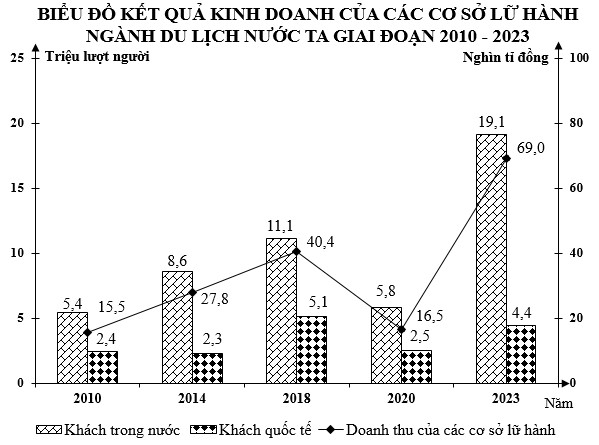 BIỂU ĐỒ KẾT QUẢ KINH DOANH CỦA CÁC CƠ SỞ LỮ HÀNH
NGÀNH DU LỊCH NƯỚC TA GIAI ĐOẠN 2010 - 2023
25 Triệu lượt người Nghìn tỉ đồng 100
19,1
20 80
69,0
15 60
11,1
40,4
10 8,6 40
27,8
5,4 15,5 5,8 16,5
5,1
5 4,4 20
2,4 2,3 2,5
0 0
2010 2014 2018 2020 2023 Năm
Khách trong nước Khách quốc tế Doanh thu của các cơ sở lữ hành